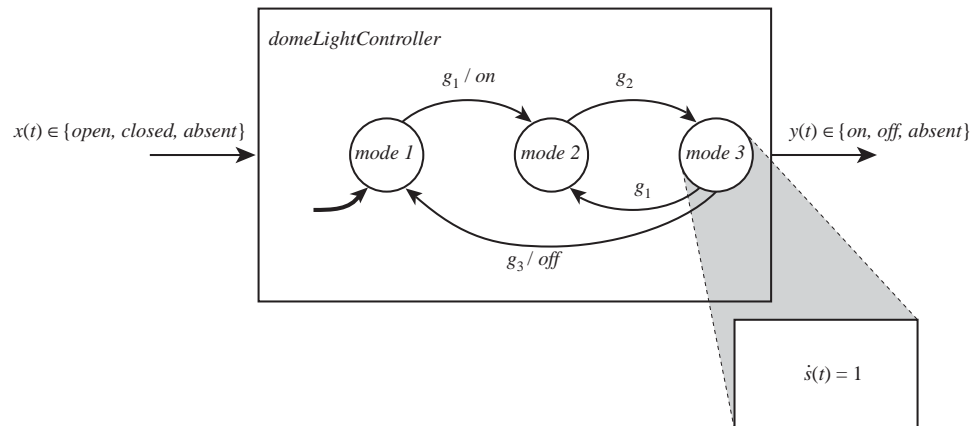 domeLightController
g₁ / on
g₂
x(t) ∈ {open, closed, absent}
y(t) ∈ {on, off, absent}
mode 1
mode 2
mode 3
g₁
g₃ / off
ṡ(t) = 1